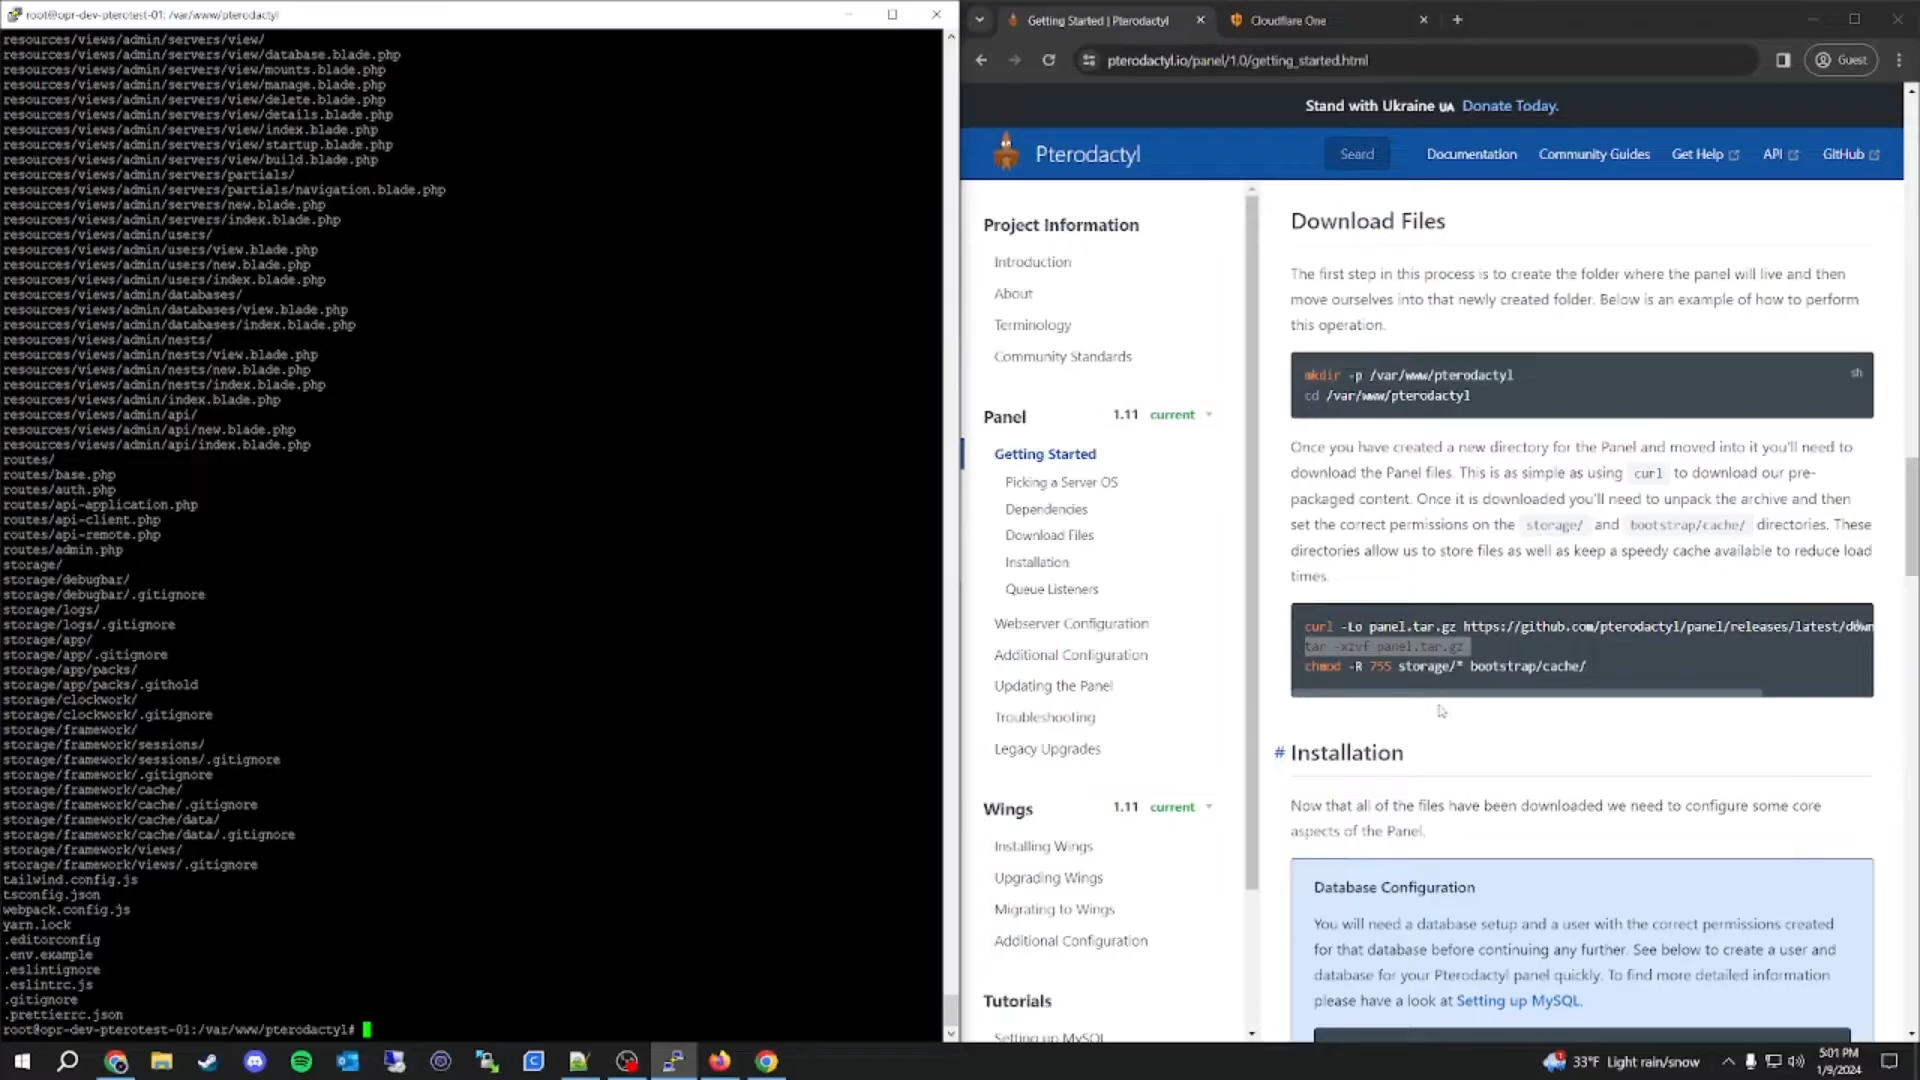 root@opr-dev-pterotest-01: /var/www/pterodactyl
resources/views/admin/servers/view/
resources/views/admin/servers/view/database.blade.php
resources/views/admin/servers/view/mounts.blade.php
resources/views/admin/servers/view/manage.blade.php
resources/views/admin/servers/view/delete.blade.php
resources/views/admin/servers/view/details.blade.php
resources/views/admin/servers/view/index.blade.php
resources/views/admin/servers/view/startup.blade.php
resources/views/admin/servers/view/build.blade.php
resources/views/admin/servers/partials/
resources/views/admin/servers/partials/navigation.blade.php
resources/views/admin/servers/new.blade.php
resources/views/admin/servers/index.blade.php
resources/views/admin/users/
resources/views/admin/users/view.blade.php
resources/views/admin/users/new.blade.php
resources/views/admin/users/index.blade.php
resources/views/admin/databases/
resources/views/admin/databases/view.blade.php
resources/views/admin/databases/index.blade.php
resources/views/admin/nests/
resources/views/admin/nests/view.blade.php
resources/views/admin/nests/new.blade.php
resources/views/admin/nests/index.blade.php
resources/views/admin/index.blade.php
resources/views/admin/api/
resources/views/admin/api/new.blade.php
resources/views/admin/api/index.blade.php
routes/
routes/base.php
routes/auth.php
routes/api-application.php
routes/api-client.php
routes/api-remote.php
routes/admin.php
storage/
storage/debugbar/
storage/debugbar/.gitignore
storage/logs/
storage/logs/.gitignore
storage/app/
storage/app/.gitignore
storage/app/packs/
storage/app/packs/.githold
storage/clockwork/
storage/clockwork/.gitignore
storage/framework/
storage/framework/sessions/
storage/framework/sessions/.gitignore
storage/framework/.gitignore
storage/framework/cache/
storage/framework/cache/.gitignore
storage/framework/cache/data/
storage/framework/cache/data/.gitignore
storage/framework/views/
storage/framework/views/.gitignore
tailwind.config.js
tsconfig.json
webpack.config.js
yarn.lock
.editorconfig
.env.example
.eslintignore
.eslintrc.js
.gitignore
.prettierrc.json
root@opr-dev-pterotest-01:/var/www/pterodactyl#
Getting Started | Pterodactyl
Cloudflare One
pterodactyl.io/panel/1.0/getting_started.html
Guest
Stand with Ukraine UA Donate Today.
Pterodactyl
Seard
Documentation
Community Guides
Get Help
API
GitHub
Project Information
Introduction
About
Terminology
Community Standards
Panel 1.11 current
Getting Started
Picking a Server OS
Dependencies
Download Files
Installation
Queue Listeners
Webserver Configuration
Additional Configuration
Updating the Panel
Troubleshooting
Legacy Upgrades
Wings 1.11 current
Installing Wings
Upgrading Wings
Migrating to Wings
Additional Configuration
Tutorials
Setting up MySQL
Download Files
The first step in this process is to create the folder where the panel will live and then
move ourselves into that newly created folder. Below is an example of how to perform
this operation.
mkdir -p /var/www/pterodactyl
sh
cd /var/www/pterodactyl
Once you have created a new directory for the Panel and moved into it you'll need to
download the Panel files. This is as simple as using curl to download our pre-
packaged content. Once it is downloaded you'll need to unpack the archive and then
set the correct permissions on the storage/ and bootstrap/cache/ directories. These
directories allow us to store files as well as keep a speedy cache available to reduce load
times.
curl -Lo panel.tar.gz https://github.com/pterodactyl/panel/releases/latest/down
tar -xzvf panel.tar.gz
chmod -R 755 storage/* bootstrap/cache/
# Installation
Now that all of the files have been downloaded we need to configure some core
aspects of the Panel.
Database Configuration
You will need a database setup and a user with the correct permissions created
for that database before continuing any further. See below to create a user and
database for your Pterodactyl panel quickly. To find more detailed information
please have a look at Setting up MySQL.
33°F Light rain/snow
5:01 PM
1/9/2024